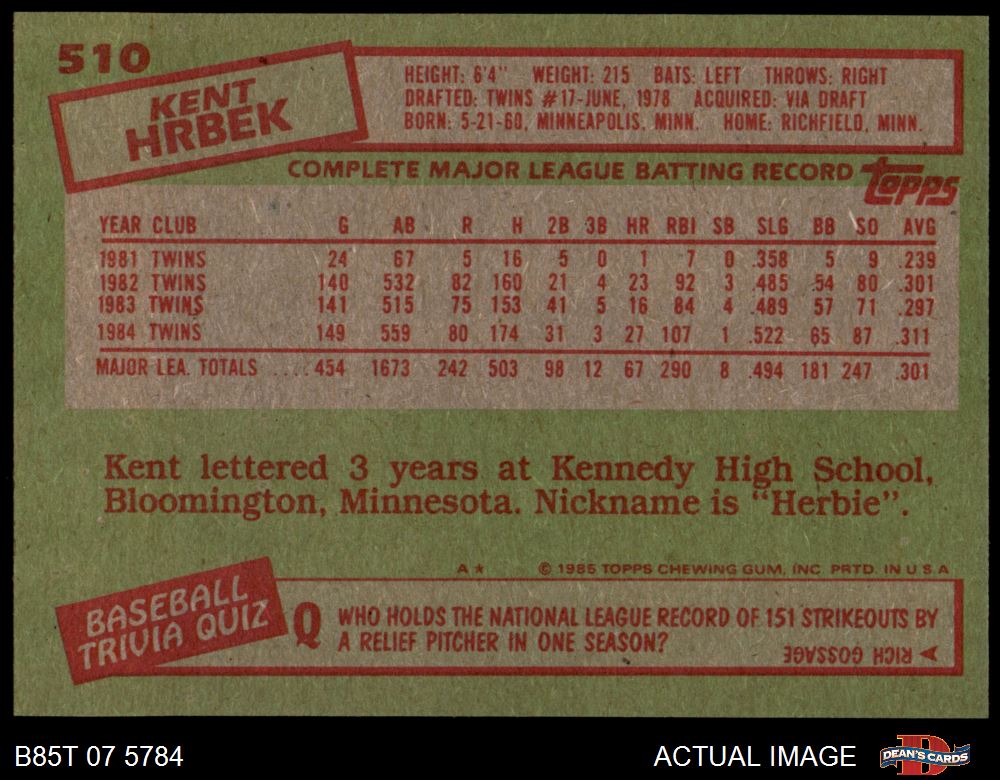 510
KENT
HRBEK
HEIGHT: 6'4" WEIGHT: 215 BATS: LEFT THROWS: RIGHT
DRAFTED: TWINS #17-JUNE, 1978 ACQUIRED: VIA DRAFT
BORN: 5-21-60, MINNEAPOLIS, MINN. HOME: RICHFIELD, MINN.
COMPLETE MAJOR LEAGUE BATTING RECORD topps
YEAR CLUB G AB R H 2B 3B HR RBI SB SLG BB SO AVG
1981 TWINS 24 67 5 16 5 0 1 7 0 .358 5 9 .239
1982 TWINS 140 532 82 160 21 4 23 92 3 .485 54 80 .301
1983 TWINS 141 515 75 153 41 5 16 84 4 .489 57 71 .297
1984 TWINS 149 559 80 174 31 3 27 107 1 .522 65 87 .311
MAJOR LEA. TOTALS ....454 1673 242 503 98 12 67 290 8 .494 181 247 .301
Kent lettered 3 years at Kennedy High School,
Bloomington, Minnesota. Nickname is "Herbie".
A★ © 1985 TOPPS CHEWING GUM, INC. PRTD. IN U.S.A.
BASEBALL
TRIVIA QUIZ
Q WHO HOLDS THE NATIONAL LEAGUE RECORD OF 151 STRIKEOUTS BY
A RELIEF PITCHER IN ONE SEASON?
RICH GOSSAGE
B85T 07 5784 ACTUAL IMAGE DEAN'S CARDS